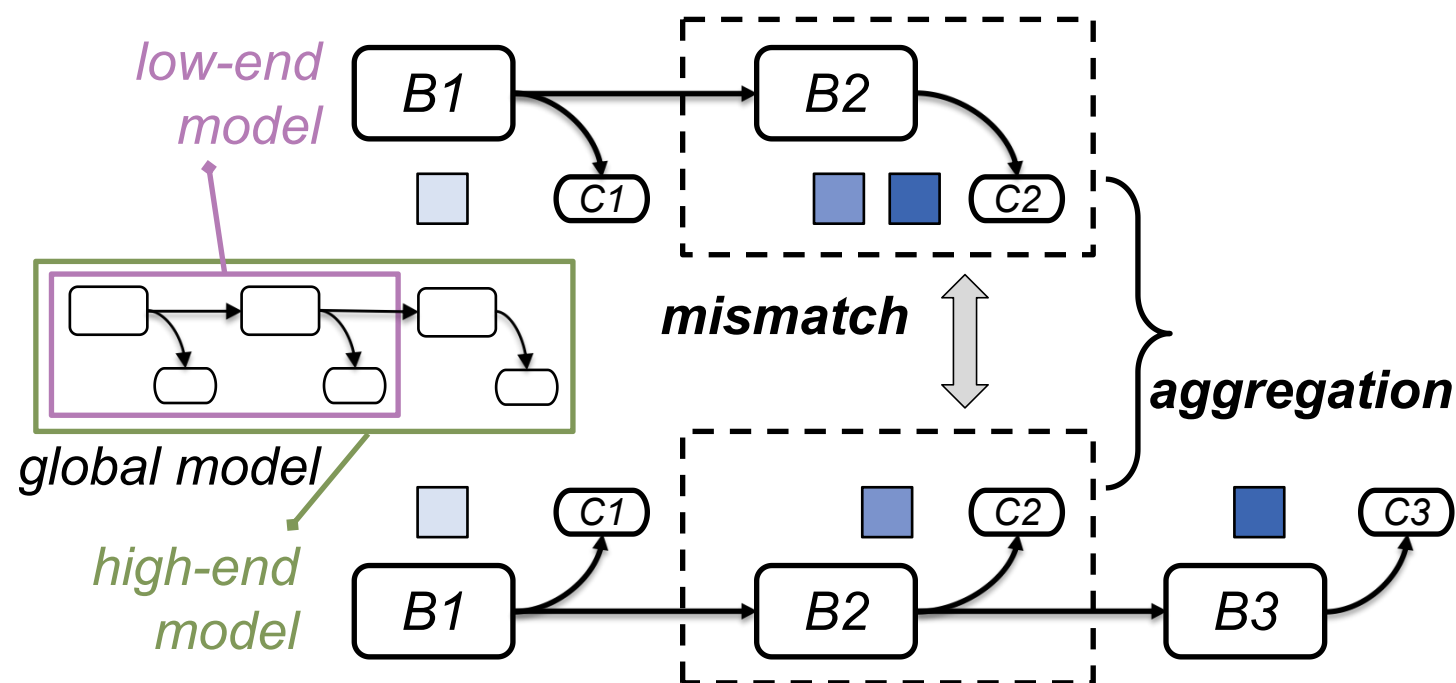 low-end
model
B1
B2
C1
C2
mismatch
aggregation
global model
high-end
model
C1
C2
C3
B1
B2
B3